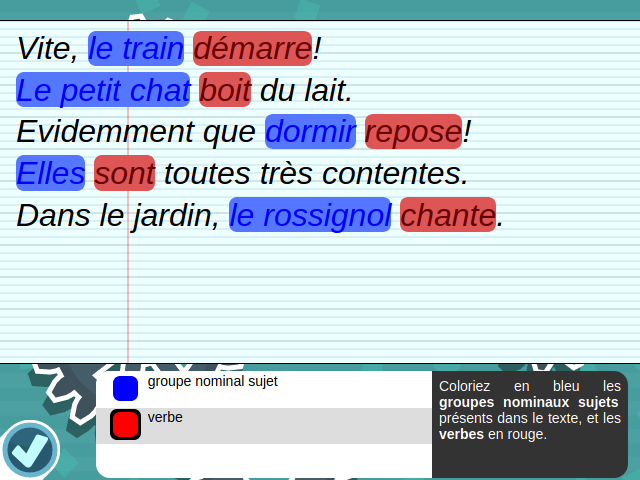 Vite, le train démarre!
Le petit chat boit du lait.
Evidemment que dormir repose!
Elles sont toutes très contentes.
Dans le jardin, le rossignol chante.
groupe nominal sujet
verbe
Coloriez en bleu les
groupes nominaux sujets
présents dans le texte, et les
verbes en rouge.